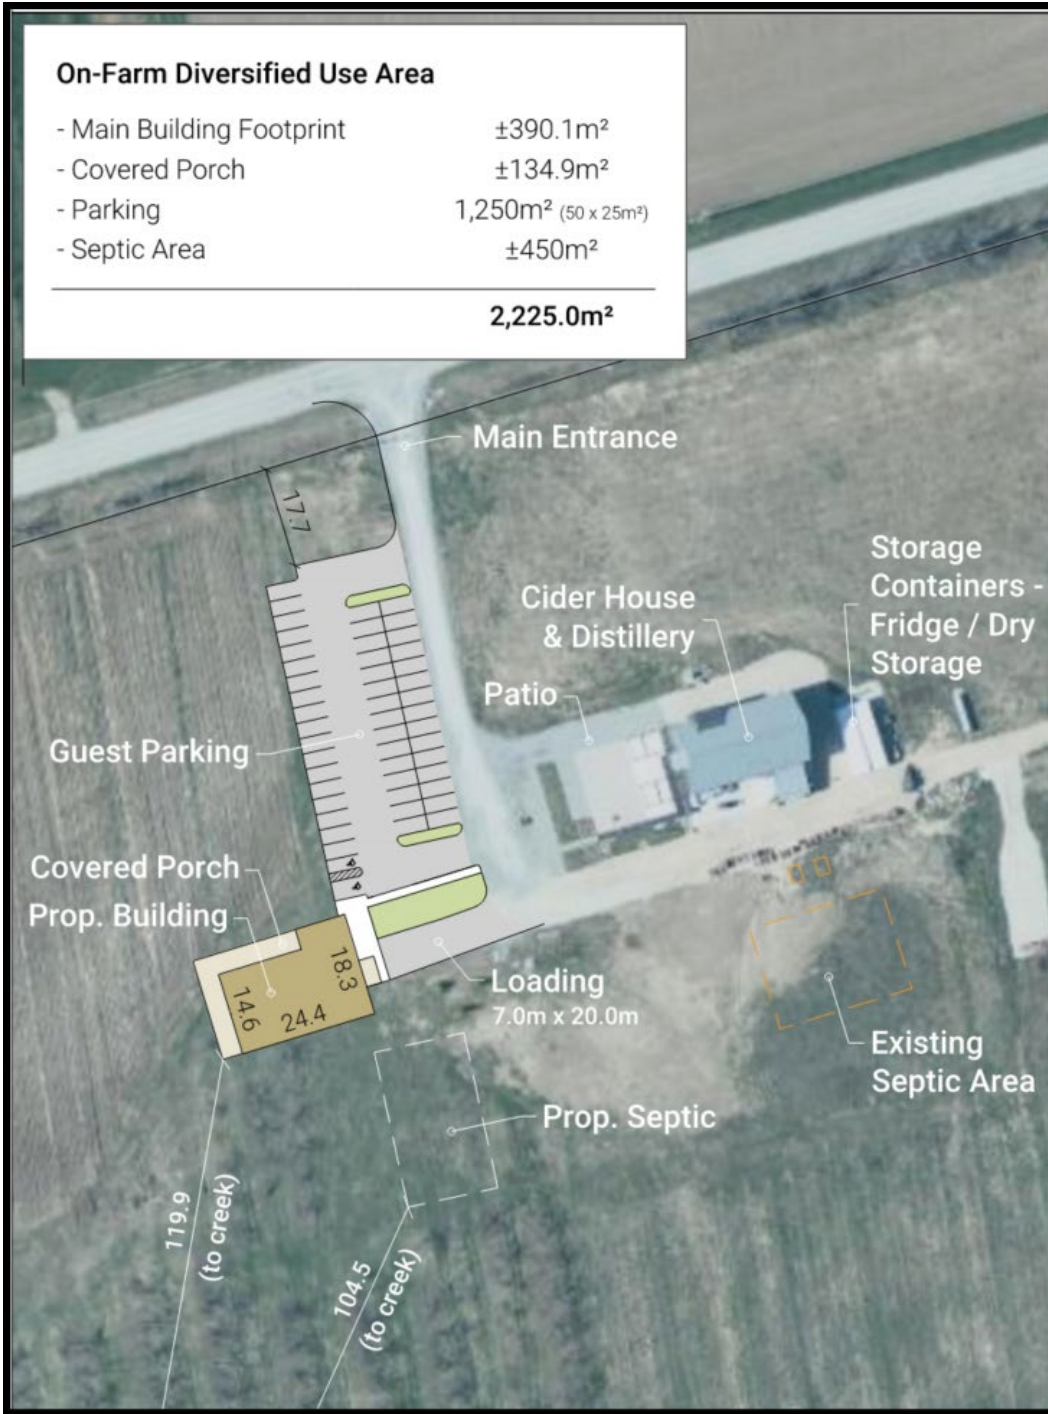 On-Farm Diversified Use Area
- Main Building Footprint ±390.1m²
- Covered Porch ±134.9m²
- Parking 1,250m² (50 x 25m²)
- Septic Area ±450m²
2,225.0m²
Main Entrance
17.7
Storage
Containers -
Fridge / Dry
Storage
Cider House
& Distillery
Patio
Guest Parking
Covered Porch
Prop. Building
18.3
14.6
24.4
Loading
7.0m x 20.0m
Existing
Septic Area
Prop. Septic
119.9
(to creek)
104.5
(to creek)